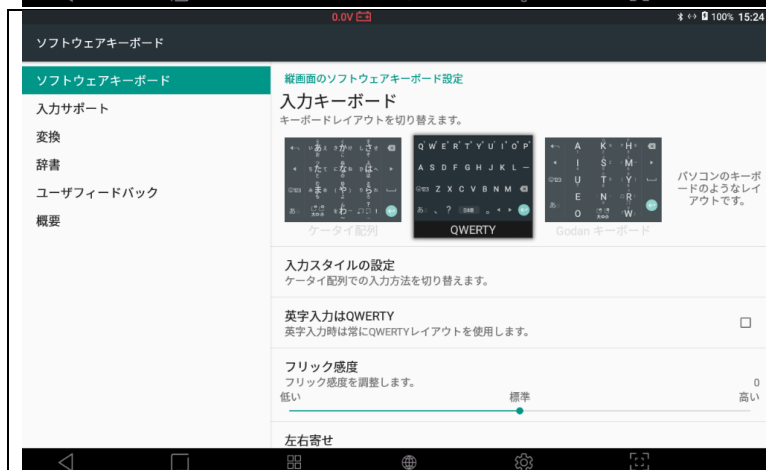 0.0V
100% 15:24
ソフトウェアキーボード
ソフトウェアキーボード
入力サポート
変換
辞書
ユーザフィードバック
概要
縦画面のソフトウェアキーボード設定
入力キーボード
キーボードレイアウトを切り替えます。
Q W E R T Y U I O P
A S D F G H J K L –
Z X C V B N M
A K H
I S M
U T Y
E N R
O W
ケータイ配列
QWERTY
Godan キーボード
パソコンのキーボ
ードのようなレイ
アウトです。
入力スタイルの設定
ケータイ配列での入力方法を切り替えます。
英字入力はQWERTY
英字入力時は常にQWERTYレイアウトを使用します。
フリック感度
フリック感度を調整します。
0
低い 標準 高い
左右寄せ